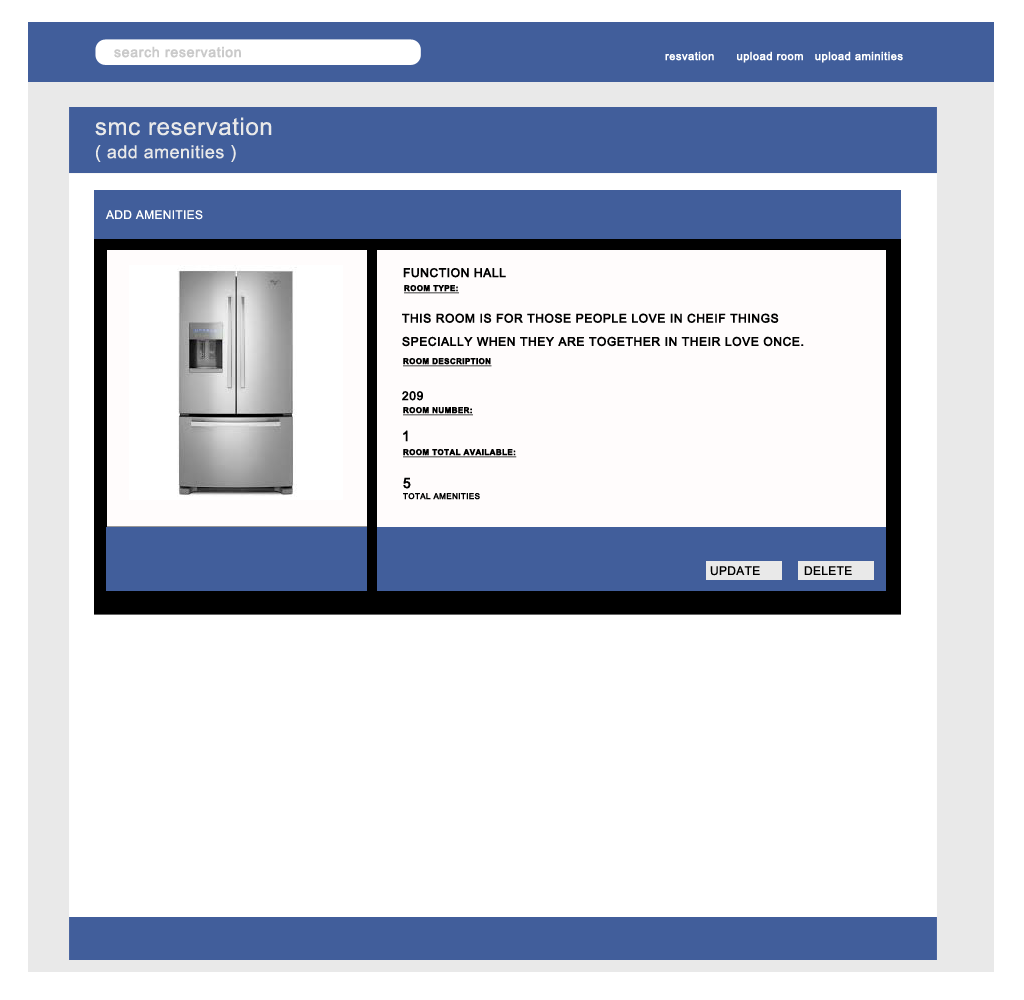 search reservation
resvation upload room upload aminities
smc reservation
( add amenities )
ADD AMENITIES
FUNCTION HALL
ROOM TYPE:
THIS ROOM IS FOR THOSE PEOPLE LOVE IN CHEIF THINGS
SPECIALLY WHEN THEY ARE TOGETHER IN THEIR LOVE ONCE.
ROOM DESCRIPTION
209
ROOM NUMBER:
1
ROOM TOTAL AVAILABLE:
5
TOTAL AMENITIES
UPDATE DELETE